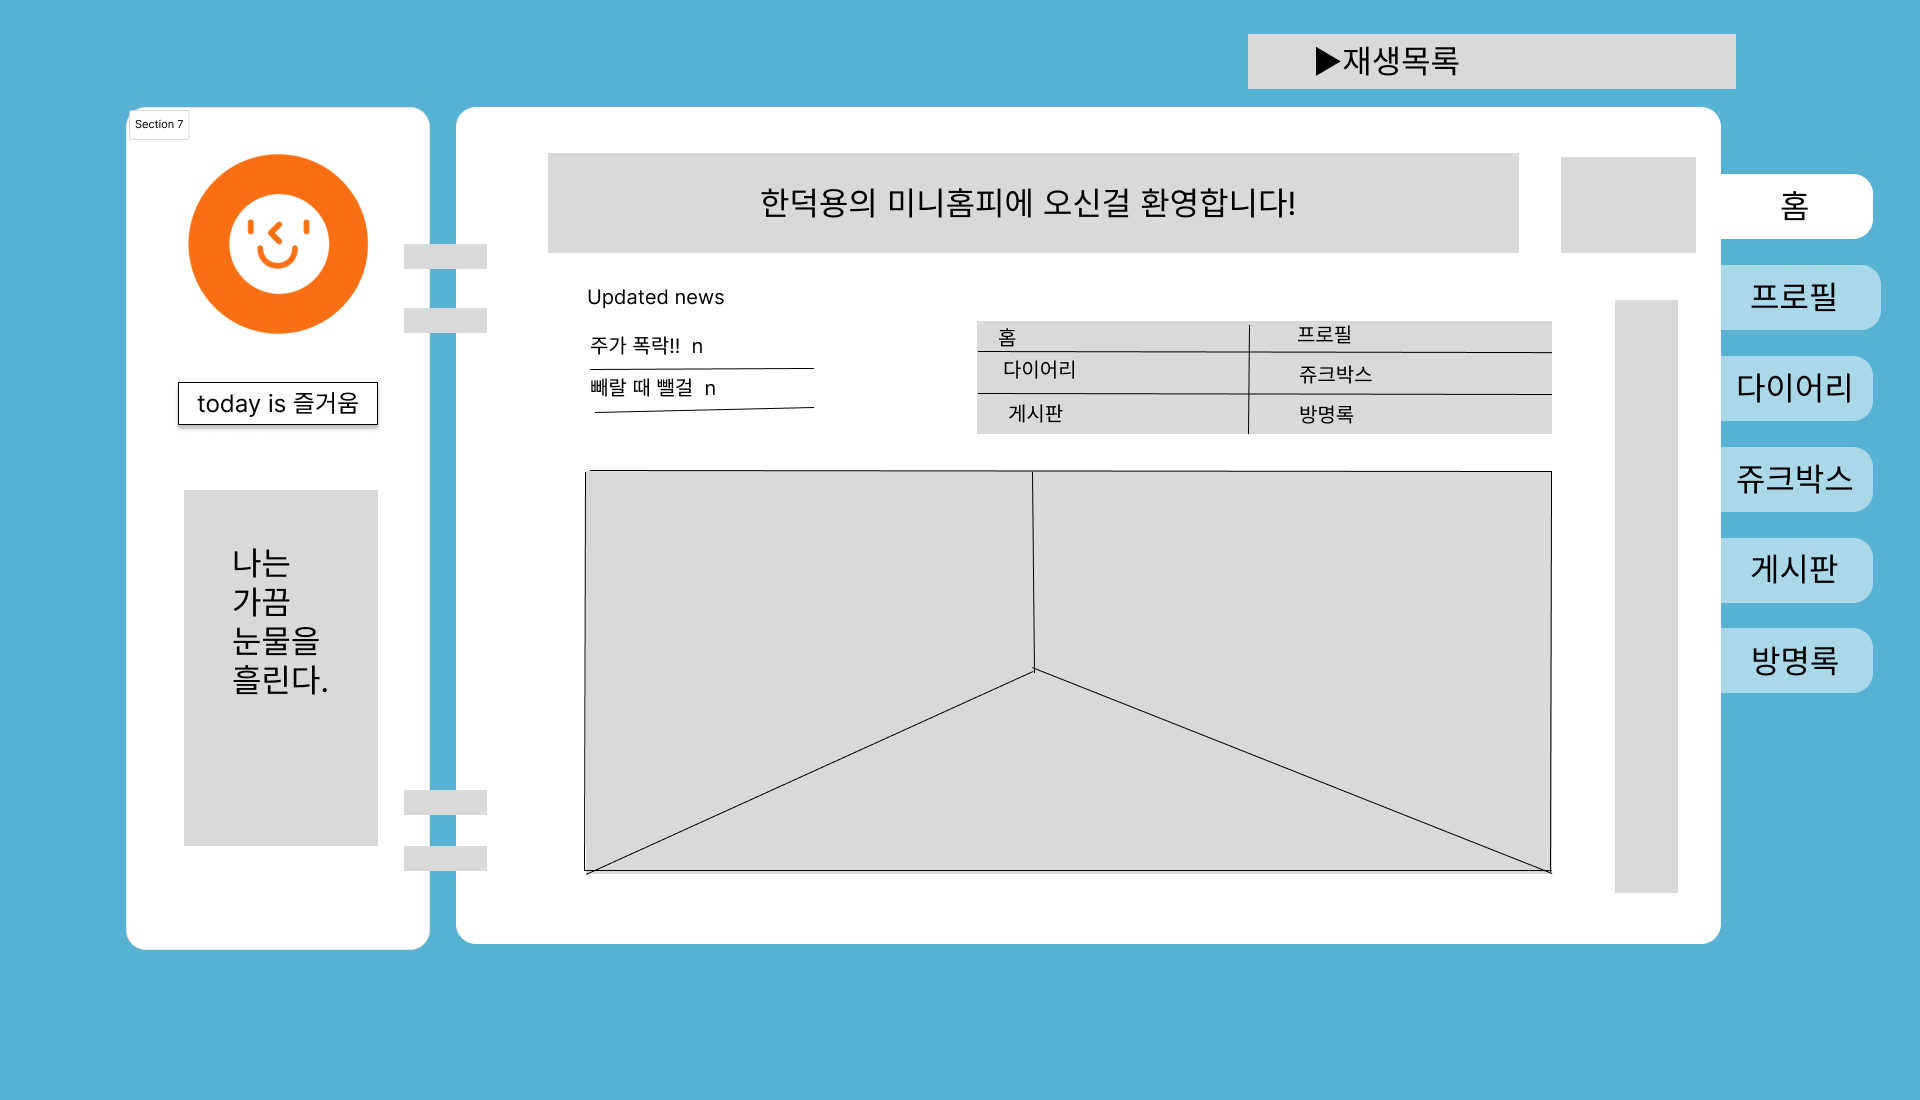 ▶재생목록
Section 7
한덕용의 미니홈피에 오신걸 환영합니다!
today is 즐거움
나는
가끔
눈물을
흘린다.
Updated news
주가 폭락!! n
빼랄 때 뺄걸 n
홈
프로필
다이어리
쥬크박스
게시판
방명록
홈
프로필
다이어리
쥬크박스
게시판
방명록